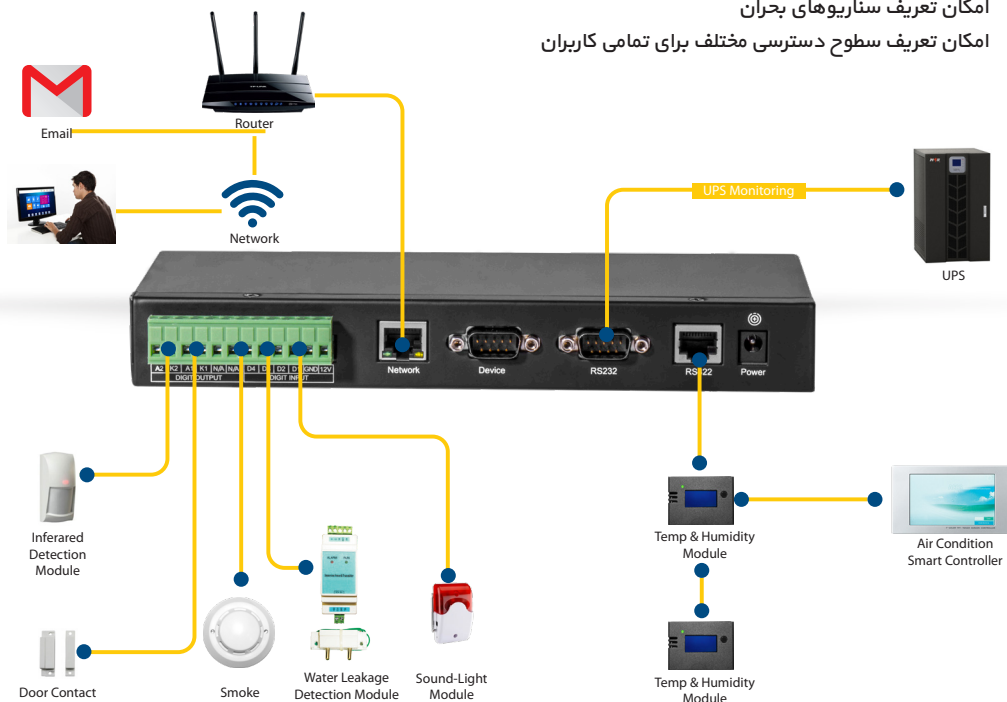 امکان تعریف سناریوهای بحران
امکان تعریف سطوح دسترسی مختلف برای تمامی کاربران
Email
Router
Network
UPS Monitoring
UPS
A2 K2 A1 K1 N/A N/A D4 D3 D2 D1 GND 12V
DIGIT OUTPUT DIGIT INPUT
Network
Device
RS232
RS422
Power
Inferared
Detection
Module
Door Contact
Smoke
Water Leakage
Detection Module
Sound-Light
Module
Temp & Humidity
Module
Air Condition
Smart Controller
Temp & Humidity
Module